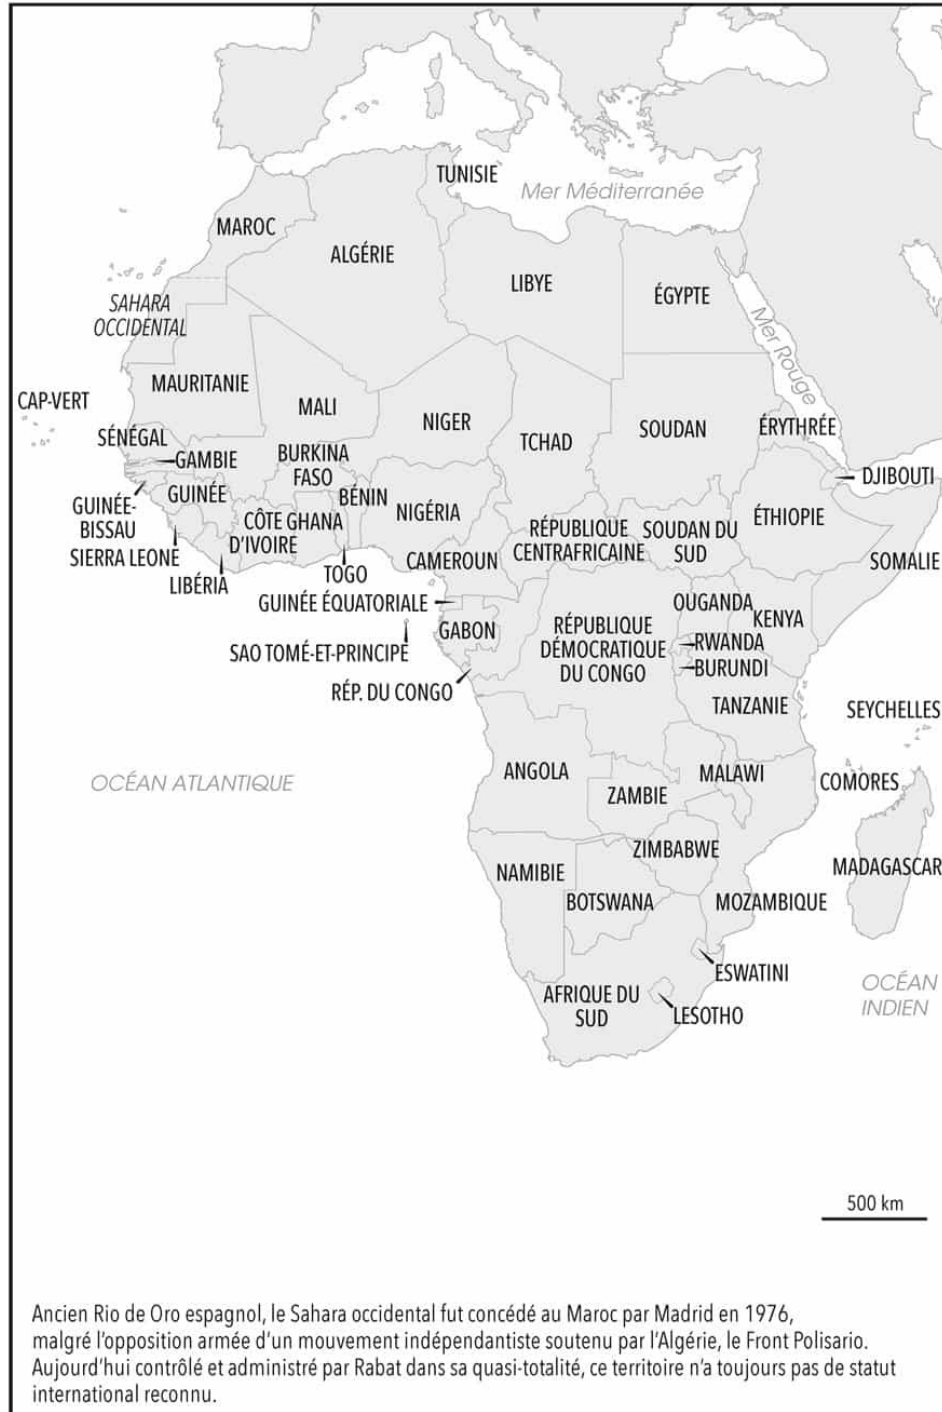 TUNISIE
Mer Méditerranée
MAROC
ALGÉRIE
LIBYE
ÉGYPTE
SAHARA
OCCIDENTAL
Mer Rouge
MAURITANIE
CAP-VERT
MALI
NIGER
TCHAD
SOUDAN
ÉRYTHRÉE
SÉNÉGAL
GAMBIE
BURKINA
FASO
DJIBOUTI
GUINÉE
BÉNIN
GUINÉE-
BISSAU
NIGÉRIA
ÉTHIOPIE
CÔTE GHANA
D'IVOIRE
RÉPUBLIQUE
CENTRAFRICAINE
SOUDAN DU
SUD
SIERRA LEONE
CAMEROUN
SOMALIE
LIBÉRIA
TOGO
GUINÉE ÉQUATORIALE
OUGANDA
KENYA
GABON
RÉPUBLIQUE
DÉMOCRATIQUE
DU CONGO
RWANDA
SAO TOMÉ-ET-PRINCIPE
BURUNDI
RÉP. DU CONGO
TANZANIE
SEYCHELLES
OCÉAN ATLANTIQUE
ANGOLA
MALAWI
COMORES
ZAMBIE
ZIMBABWE
MADAGASCAR
NAMIBIE
BOTSWANA
MOZAMBIQUE
ESWATINI
OCÉAN
INDIEN
AFRIQUE DU
SUD
LESOTHO
500 km
Ancien Rio de Oro espagnol, le Sahara occidental fut concédé au Maroc par Madrid en 1976,
malgré l'opposition armée d'un mouvement indépendantiste soutenu par l'Algérie, le Front Polisario.
Aujourd'hui contrôlé et administré par Rabat dans sa quasi-totalité, ce territoire n'a toujours pas de statut
international reconnu.